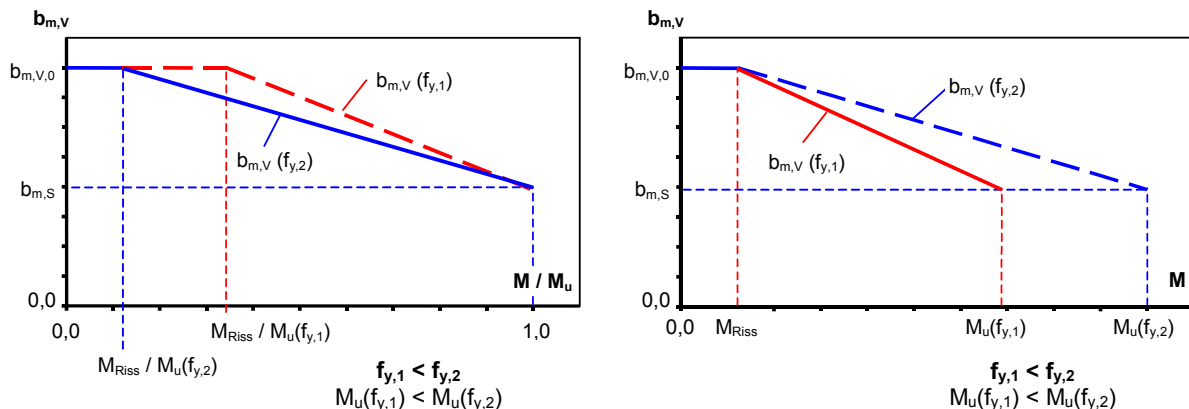 b_m,V
b_m,V,0
b_m,V (f_y,1)
b_m,V (f_y,2)
b_m,S
M / M_u
0,0
0,0
M_Riss / M_u(f_y,1)
1,0
M_Riss / M_u(f_y,2)
f_y,1 < f_y,2
M_u(f_y,1) < M_u(f_y,2)
b_m,V
b_m,V,0
b_m,V (f_y,2)
b_m,V (f_y,1)
b_m,S
M
0,0
0,0
M_Riss
M_u(f_y,1)
M_u(f_y,2)
f_y,1 < f_y,2
M_u(f_y,1) < M_u(f_y,2)